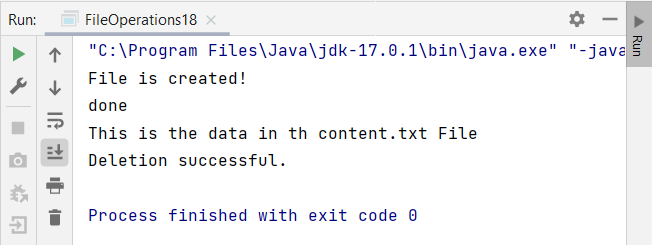 Run: FileOperations18
Run
"C:\Program Files\Java\jdk-17.0.1\bin\java.exe" "-java
File is created!
done
This is the data in th content.txt File
Deletion successful.
Process finished with exit code 0